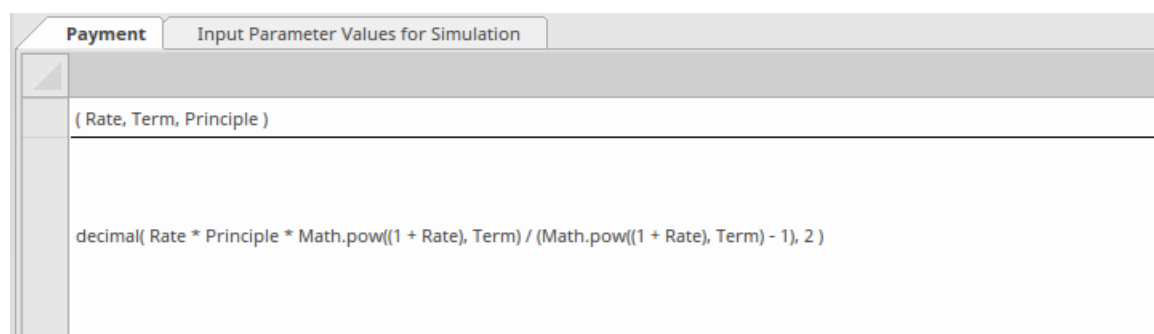 Payment Input Parameter Values for Simulation
( Rate, Term, Principle )
decimal( Rate * Principle * Math.pow((1 + Rate), Term) / (Math.pow((1 + Rate), Term) - 1), 2 )